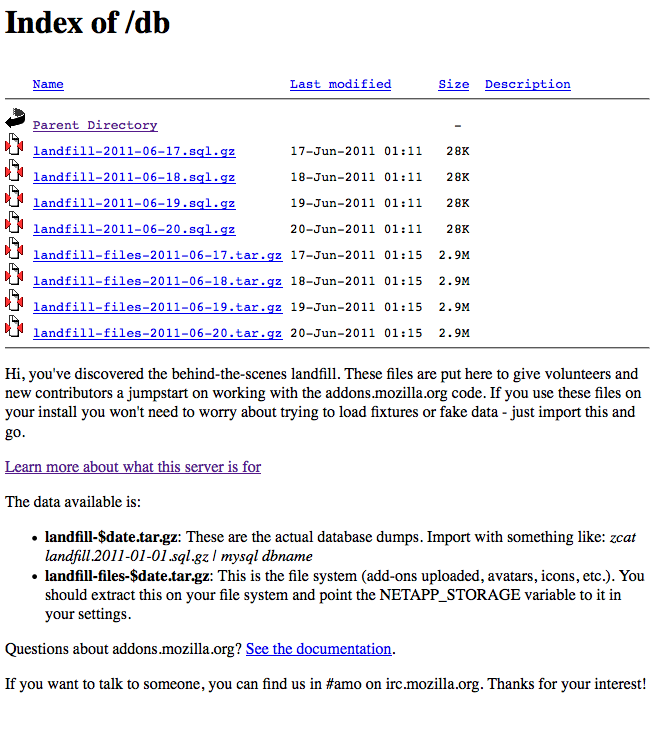 Index of /db
Name Last modified Size Description
Parent Directory -
landfill-2011-06-17.sql.gz 17-Jun-2011 01:11 28K
landfill-2011-06-18.sql.gz 18-Jun-2011 01:11 28K
landfill-2011-06-19.sql.gz 19-Jun-2011 01:11 28K
landfill-2011-06-20.sql.gz 20-Jun-2011 01:11 28K
landfill-files-2011-06-17.tar.gz 17-Jun-2011 01:15 2.9M
landfill-files-2011-06-18.tar.gz 18-Jun-2011 01:15 2.9M
landfill-files-2011-06-19.tar.gz 19-Jun-2011 01:15 2.9M
landfill-files-2011-06-20.tar.gz 20-Jun-2011 01:15 2.9M
Hi, you've discovered the behind-the-scenes landfill. These files are put here to give volunteers and
new contributors a jumpstart on working with the addons.mozilla.org code. If you use these files on
your install you won't need to worry about trying to load fixtures or fake data - just import this and
go.
Learn more about what this server is for
The data available is:
• landfill-$date.tar.gz: These are the actual database dumps. Import with something like: zcat
landfill.2011-01-01.sql.gz | mysql dbname
• landfill-files-$date.tar.gz: This is the file system (add-ons uploaded, avatars, icons, etc.). You
should extract this on your file system and point the NETAPP_STORAGE variable to it in
your settings.
Questions about addons.mozilla.org? See the documentation.
If you want to talk to someone, you can find us in #amo on irc.mozilla.org. Thanks for your interest!